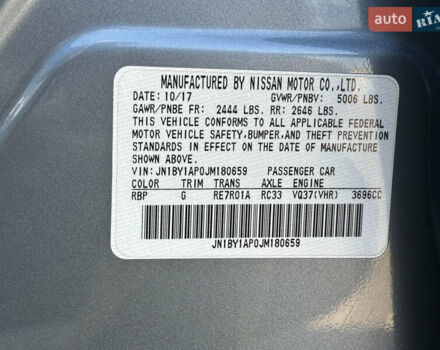 AUTO RIA
MANUFACTURED BY NISSAN MOTOR CO.,LTD.
DATE: 10/17 GVWR/PNBV: 5006 LBS.
GAWR/PNBE FR: 2444 LBS. RR: 2646 LBS.
THIS VEHICLE CONFORMS TO ALL APPLICABLE FEDERAL
MOTOR VEHICLE SAFETY, BUMPER, AND THEFT PREVENTION
STANDARDS IN EFFECT ON THE DATE OF MANUFACTURE
SHOWN ABOVE.
VIN: JN1BY1AP0JM180659 PASSENGER CAR
COLOR TRIM TRANS AXLE ENGINE
RBP G RE7R01A RC33 VQ37(VHR) 3696CC
JN1BY1AP0JM180659